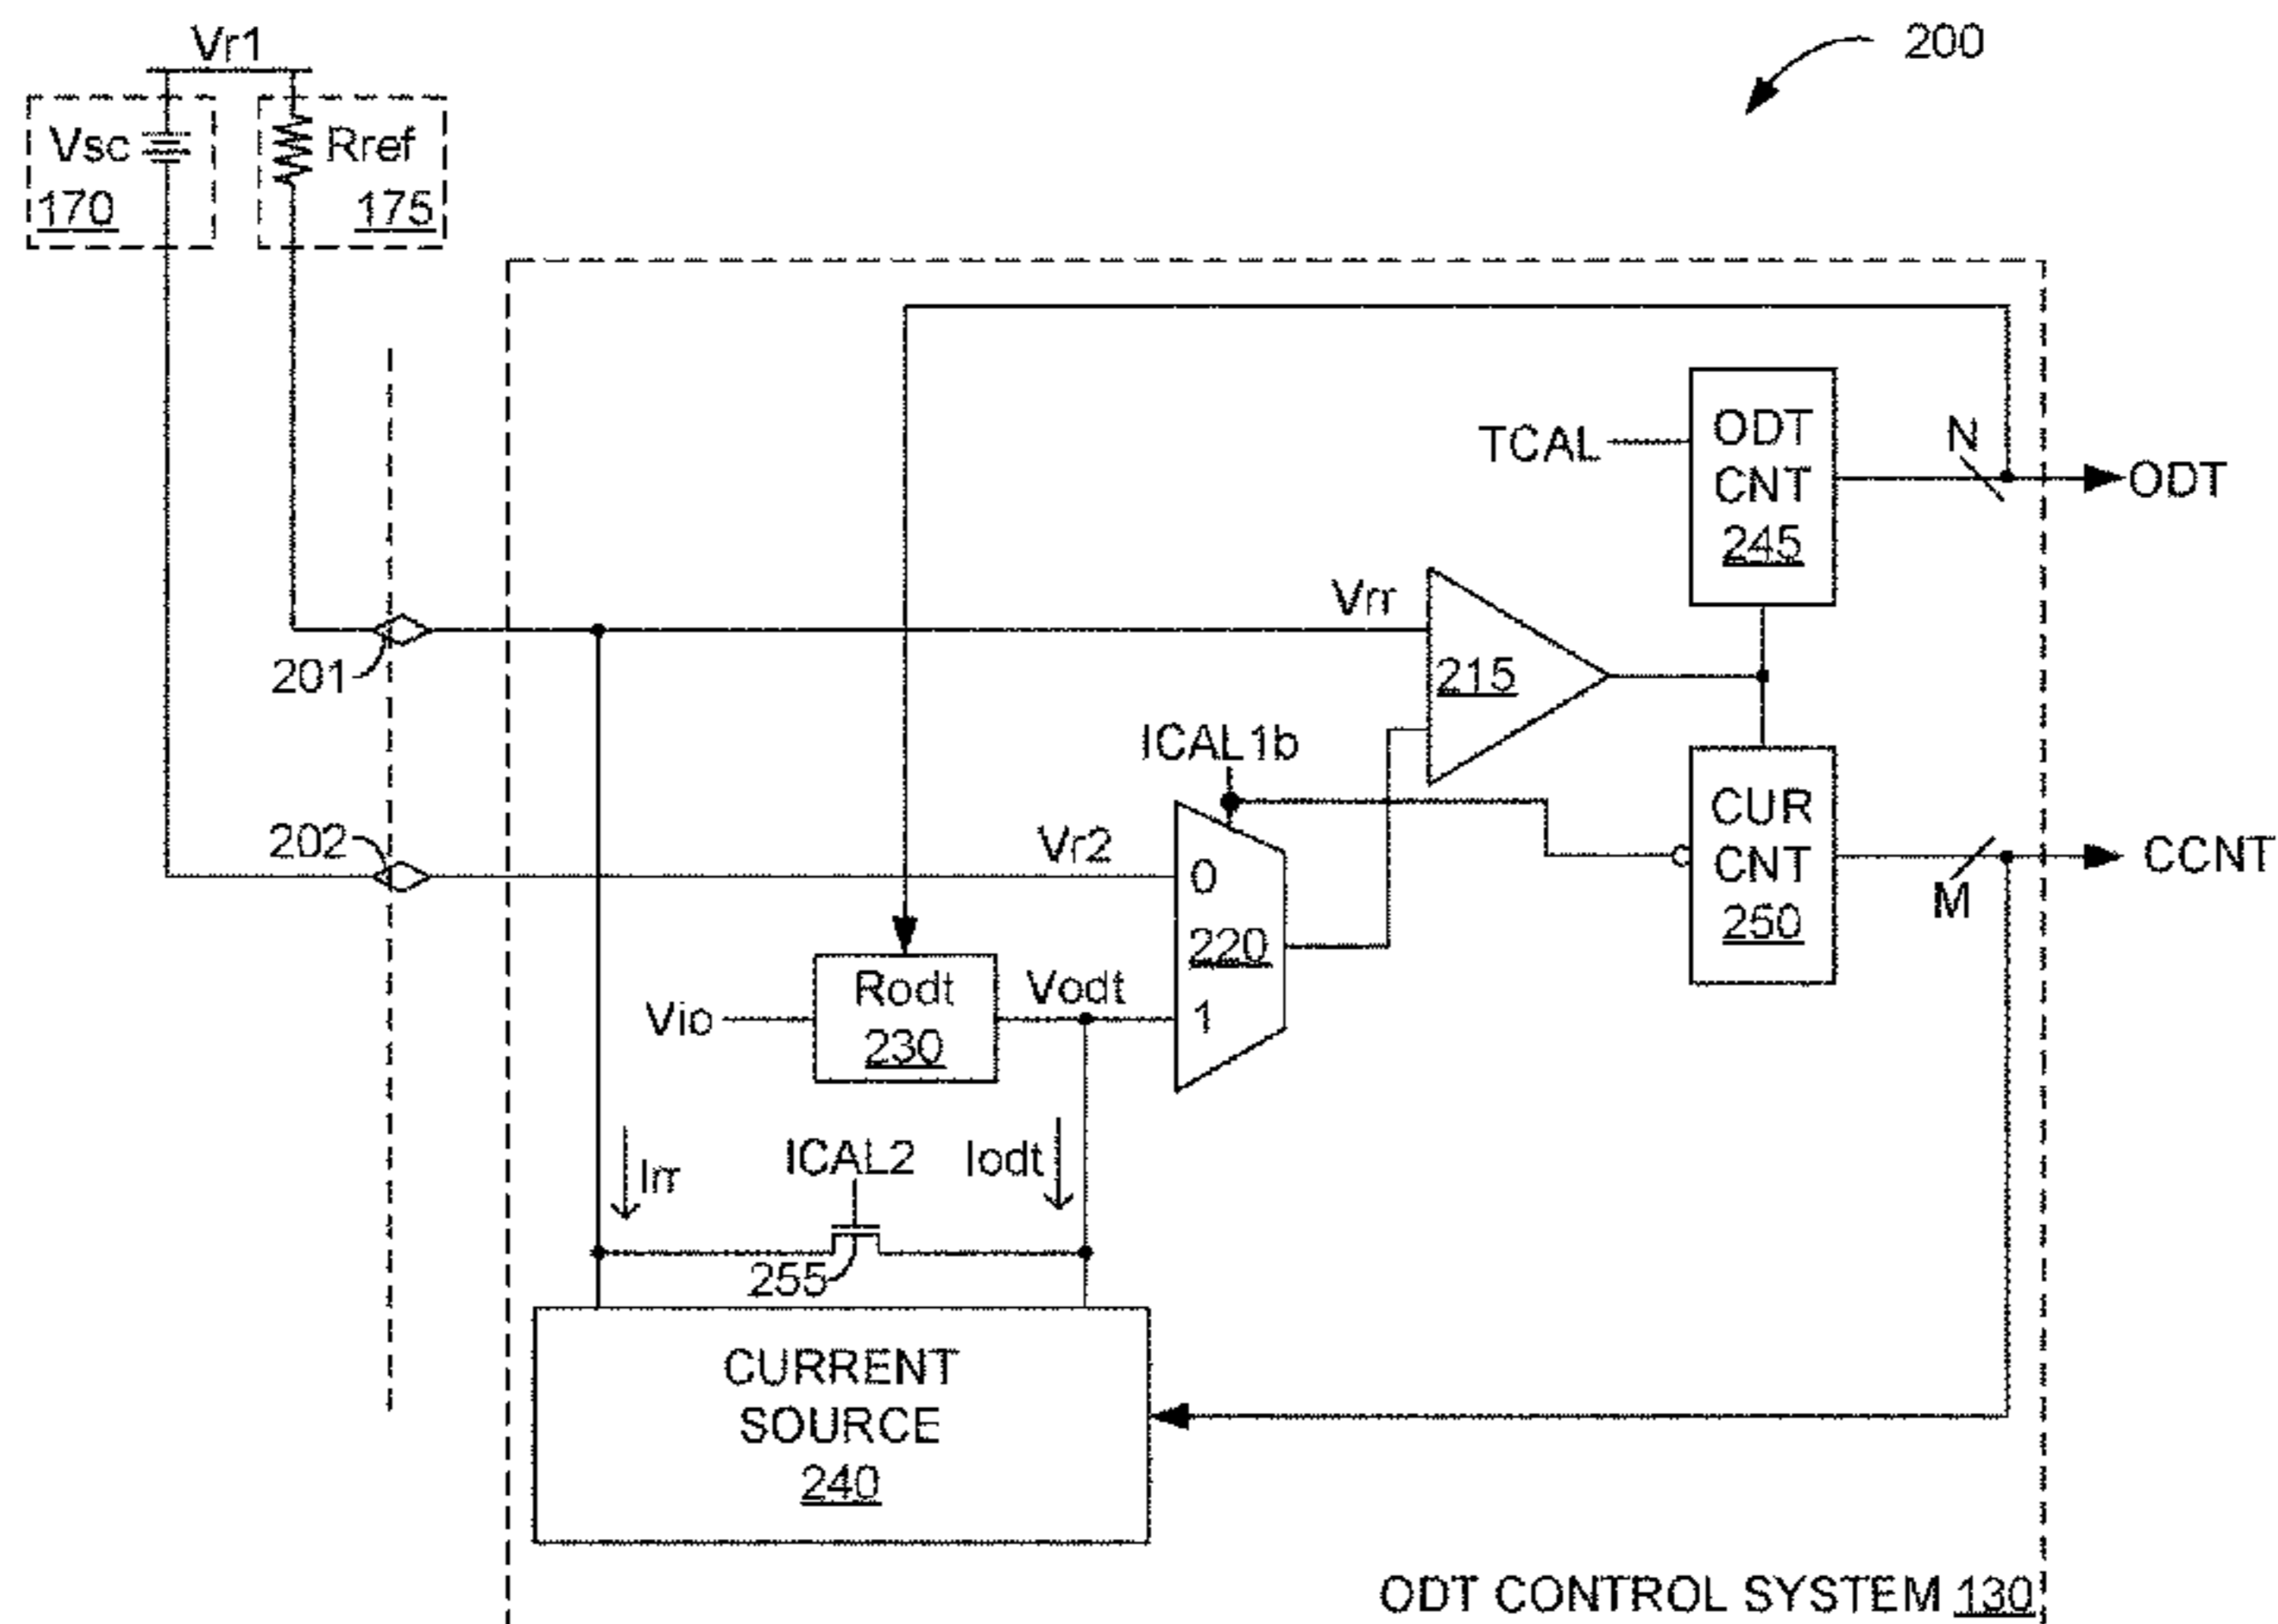 200
Vr1
Vsc
170
Rref
175
TCAL
ODT
CNT
245
N
ODT
Vrr
201
215
ICAL1b
202
Vr2
0
220
1
CUR
CNT
250
M
CCNT
Vio
Rodt
230
Vodt
Irr
ICAL2
Iodt
255
CURRENT
SOURCE
240
ODT CONTROL SYSTEM 130